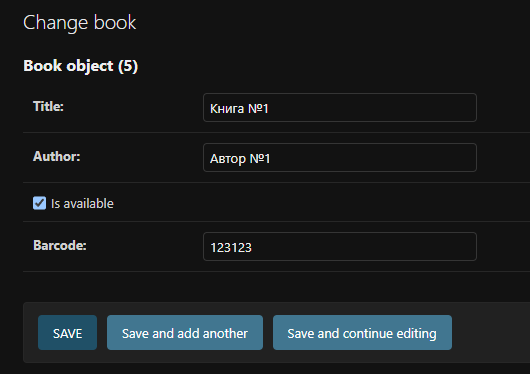 Change book
Book object (5)
Title: Книга №1
Author: Автор №1
Is available
Barcode: 123123
SAVE Save and add another Save and continue editing